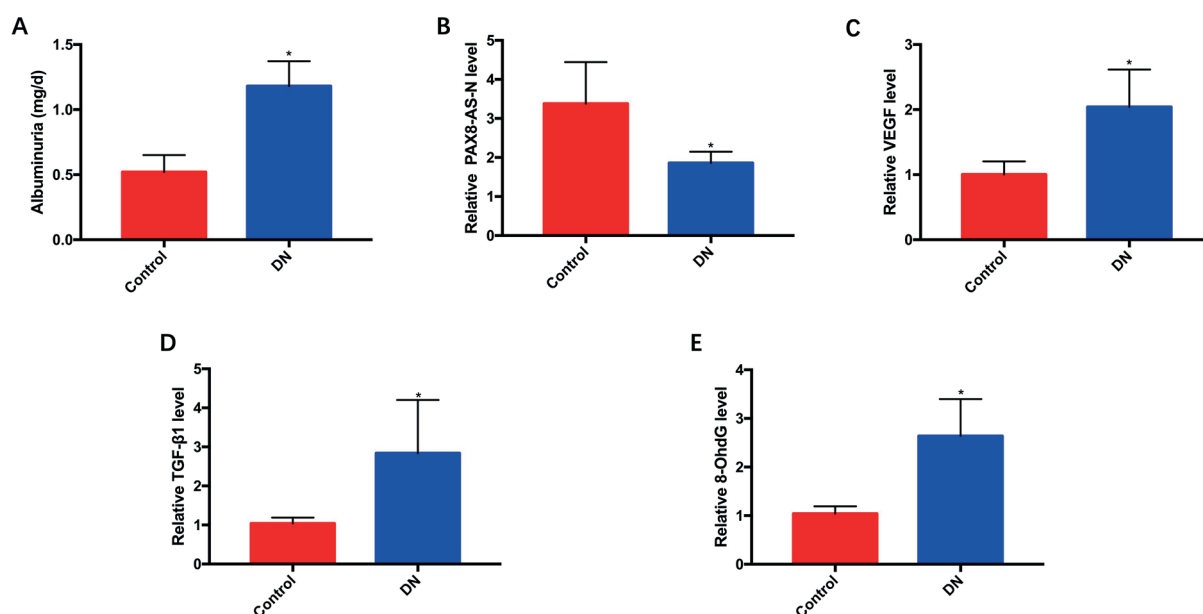 A
Albuminuria (mg/d)
1.5
1.0
0.5
0.0
*
Control
DN
B
Relative PAX8-AS-N level
5
4
3
2
1
0
*
Control
DN
C
Relative VEGF level
3
2
1
0
*
Control
DN
D
Relative TGF-β1 level
5
4
3
2
1
0
*
Control
DN
E
Relative 8-OhdG level
4
3
2
1
0
*
Control
DN